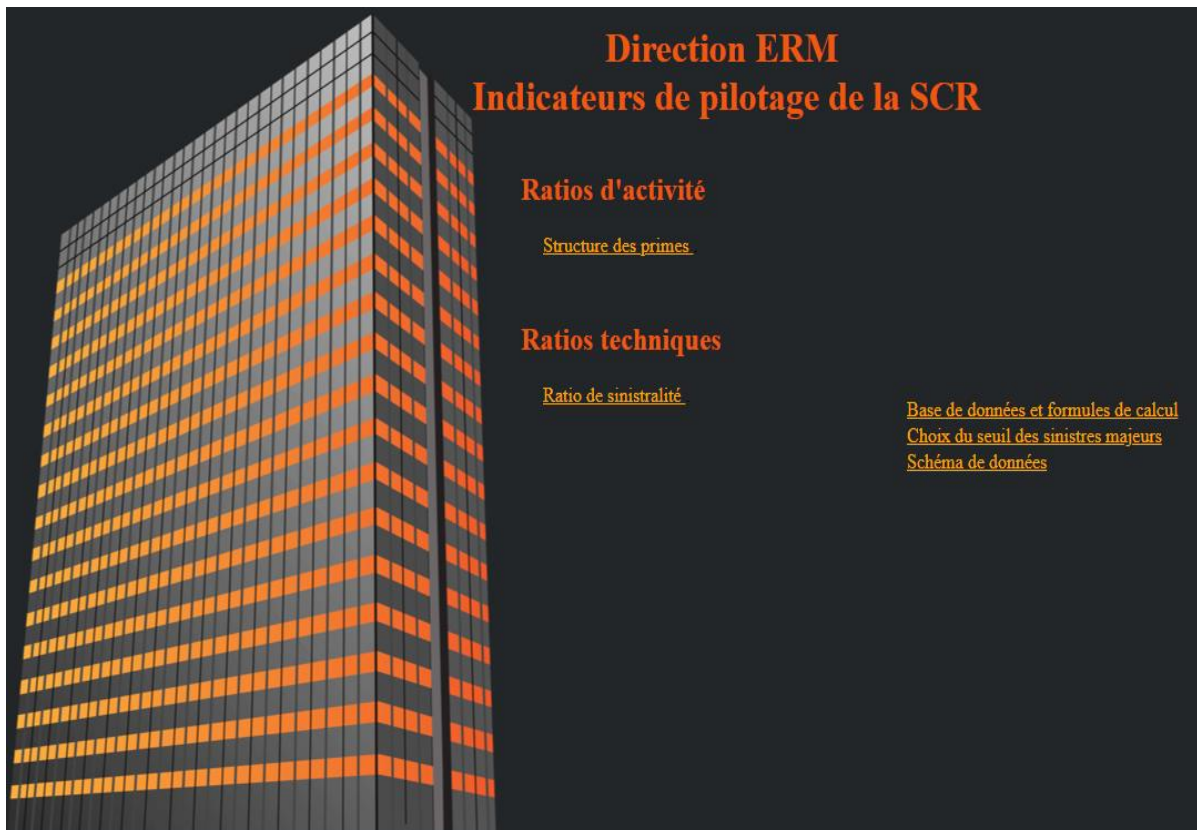 Direction ERM
Indicateurs de pilotage de la SCR
Ratios d'activité
Structure des primes
Ratios techniques
Ratio de sinistralité
Base de données et formules de calcul
Choix du seuil des sinistres majeurs
Schéma de données